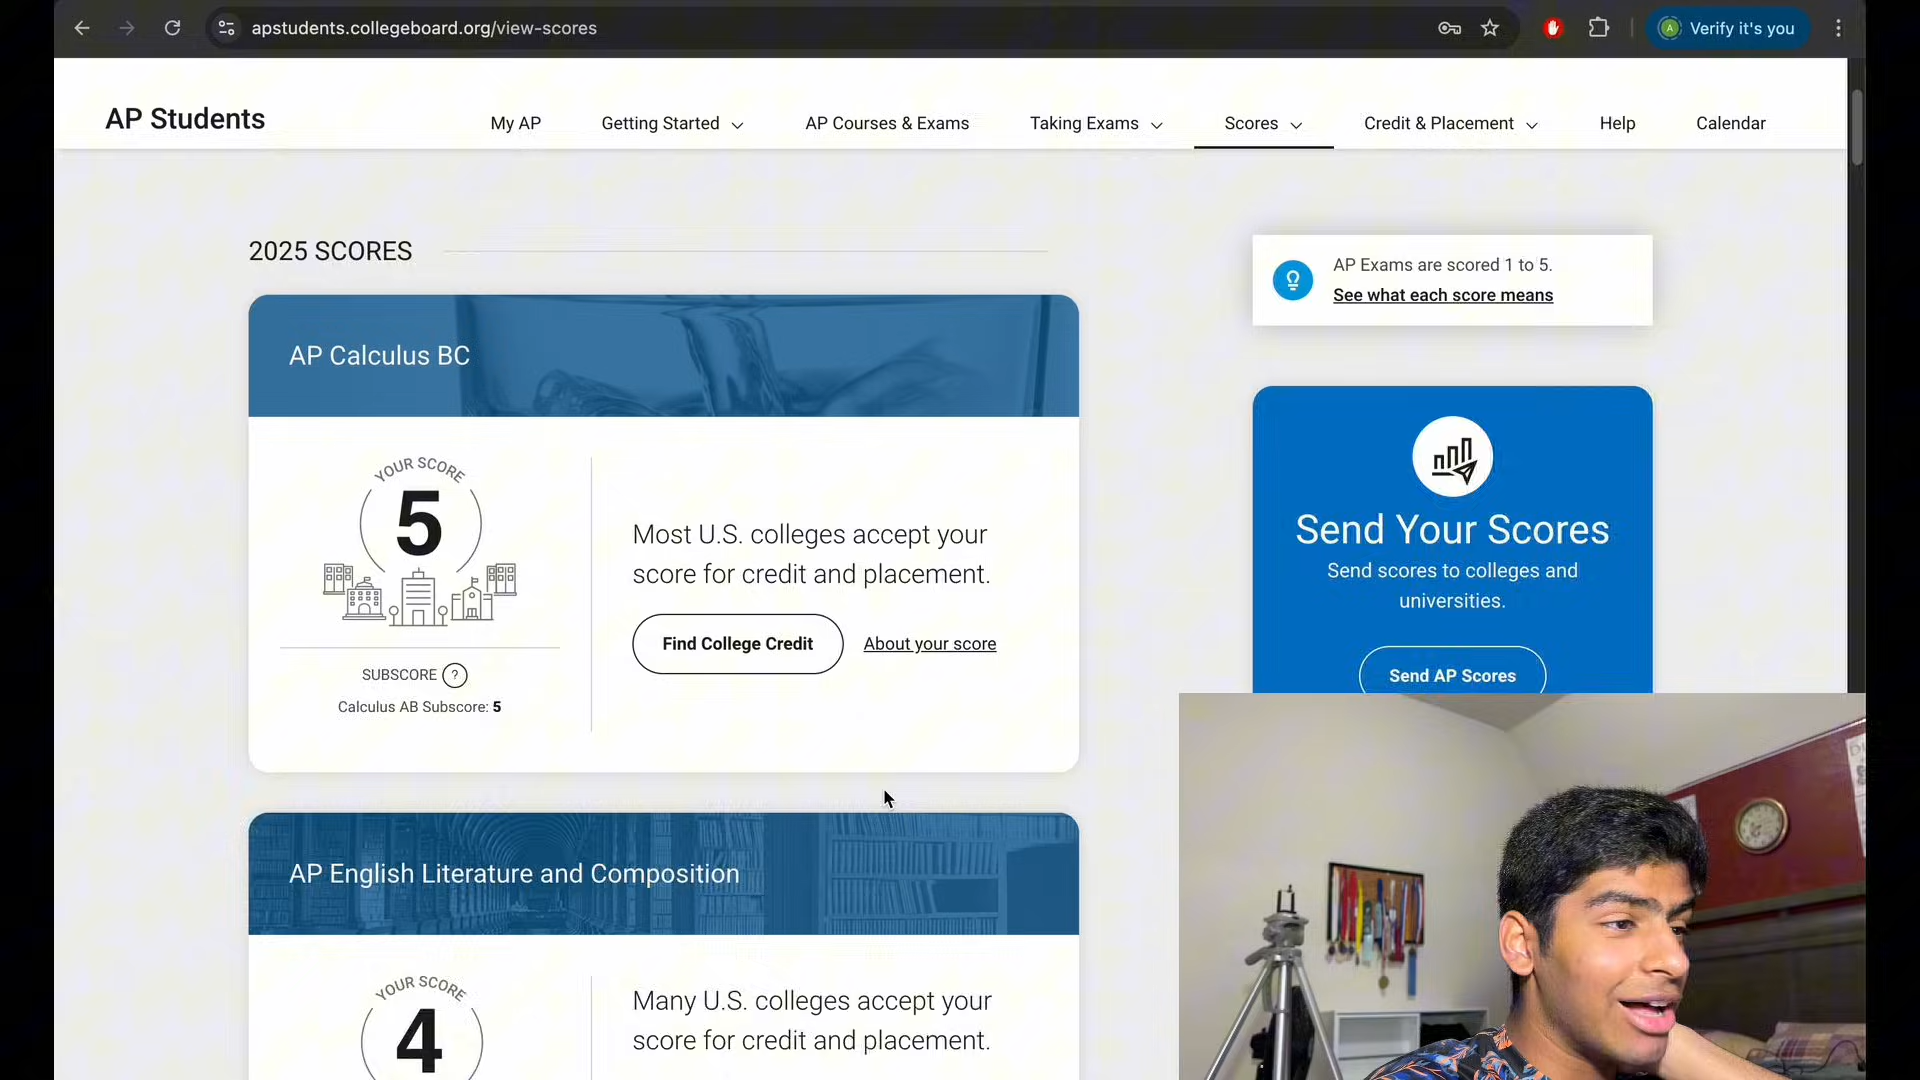 apstudents.collegeboard.org/view-scores
A
Verify it's you
AP Students
My AP
Getting Started
AP Courses & Exams
Taking Exams
Scores
Credit & Placement
Help
Calendar
2025 SCORES
AP Calculus BC
YOUR SCORE
5
SUBSCORE ?
Calculus AB Subscore: 5
Most U.S. colleges accept your
score for credit and placement.
Find College Credit
About your score
AP English Literature and Composition
YOUR SCORE
4
Many U.S. colleges accept your
score for credit and placement.
AP Exams are scored 1 to 5.
See what each score means
Send Your Scores
Send scores to colleges and
universities.
Send AP Scores